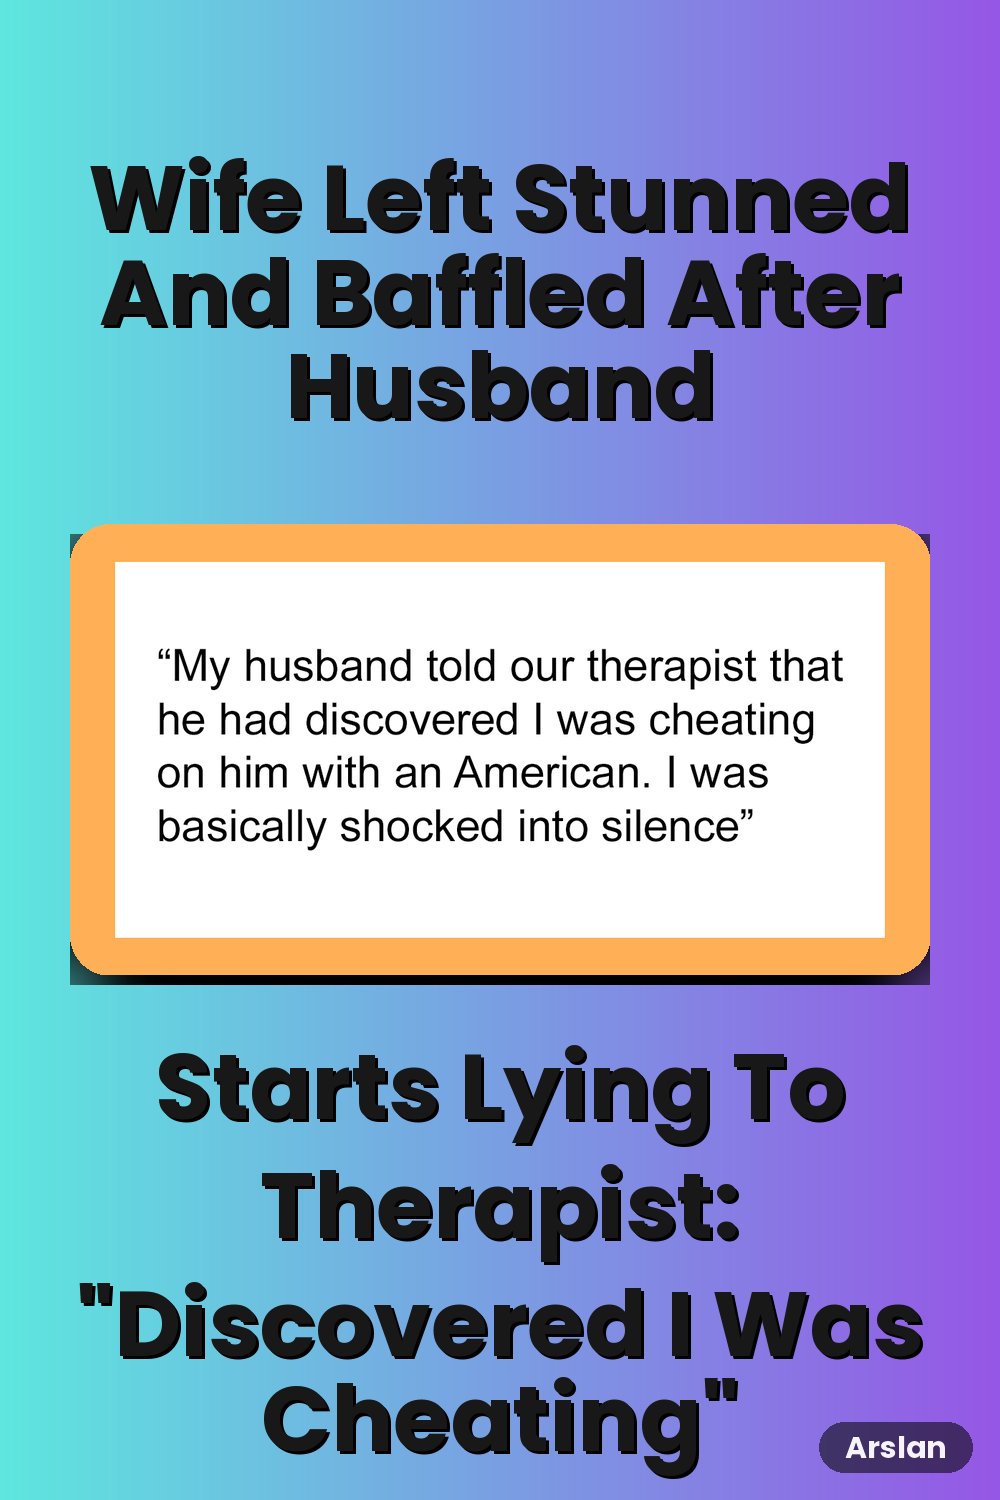 Wife Left Stunned
And Baffled After
Husband
“My husband told our therapist that
he had discovered I was cheating
on him with an American. I was
basically shocked into silence”
Starts Lying To
Therapist:
"Discovered I Was
Cheating"
Arslan